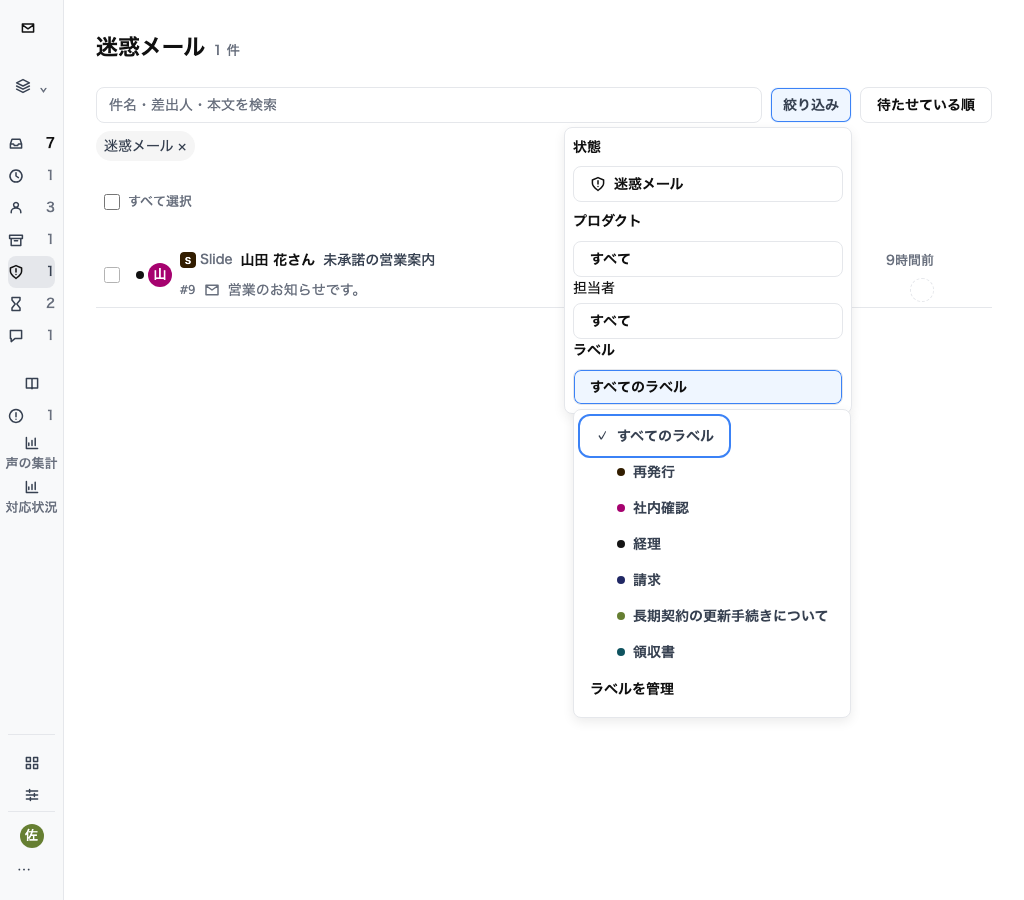 迷惑メール 1 件
件名・差出人・本文を検索
絞り込み
待たせている順
迷惑メール ×
すべて選択
S Slide 山田 花さん 未承諾の営業案内
山
#9 営業のお知らせです。
9時間前
状態
迷惑メール
プロダクト
すべて
担当者
すべて
ラベル
すべてのラベル
✓ すべてのラベル
再発行
社内確認
経理
請求
長期契約の更新手続きについて
領収書
ラベルを管理
7
1
3
1
1
2
1
1
声の集計
対応状況
佐
…